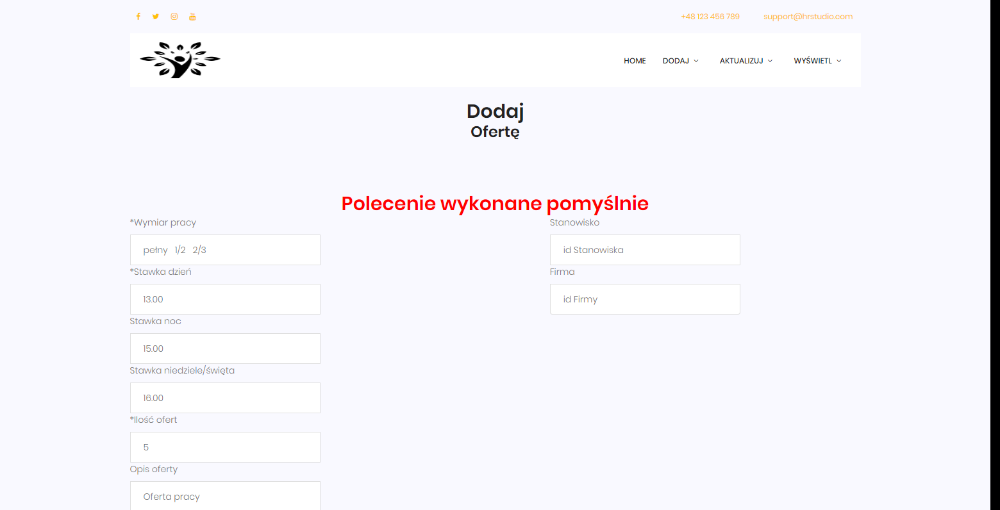 +48 123 456 789 support@hrstudio.com
HOME DODAJ AKTUALIZUJ WYŚWIETL
Dodaj
Ofertę
Polecenie wykonane pomyślnie
*Wymiar pracy
pełny 1/2 2/3
*Stawka dzień
13.00
Stawka noc
15.00
Stawka niedziele/święta
16.00
*Ilość ofert
5
Opis oferty
Oferta pracy
Stanowisko
id Stanowiska
Firma
id Firmy